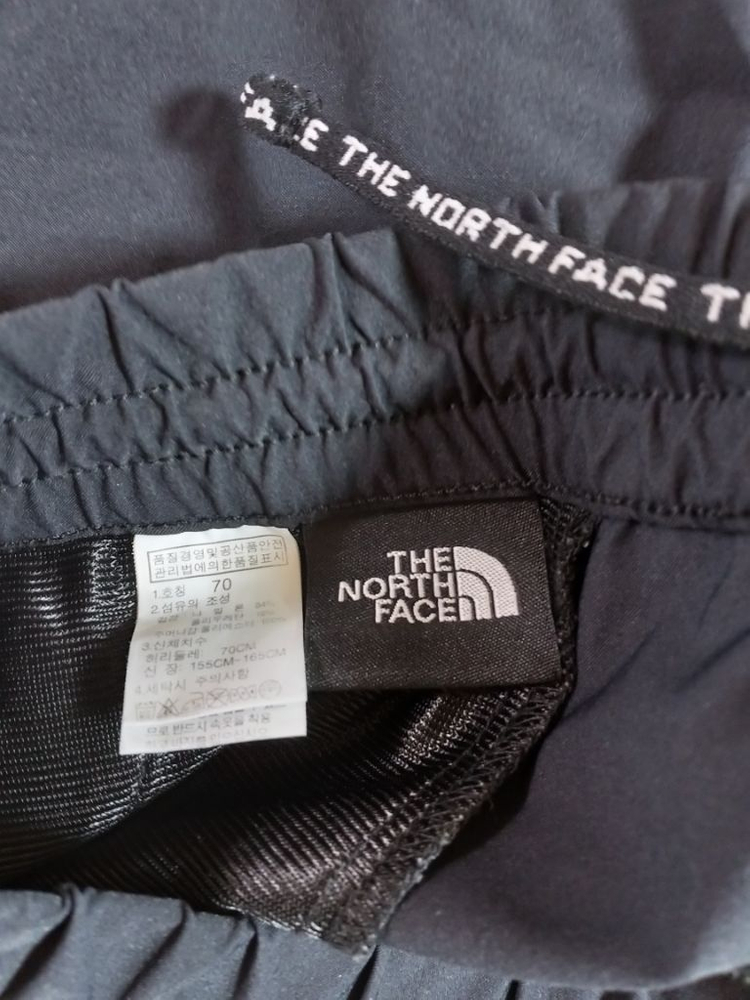 FACE THE NORTH FACE
품질경영및공산품안전
관리법에의한품질표시
1.호칭 70
2.섬유의 조성
3.신체치수
허리둘레: 70CM
신 장: 155CM-165CM
4.세탁시 주의사항
THE
NORTH
FACE